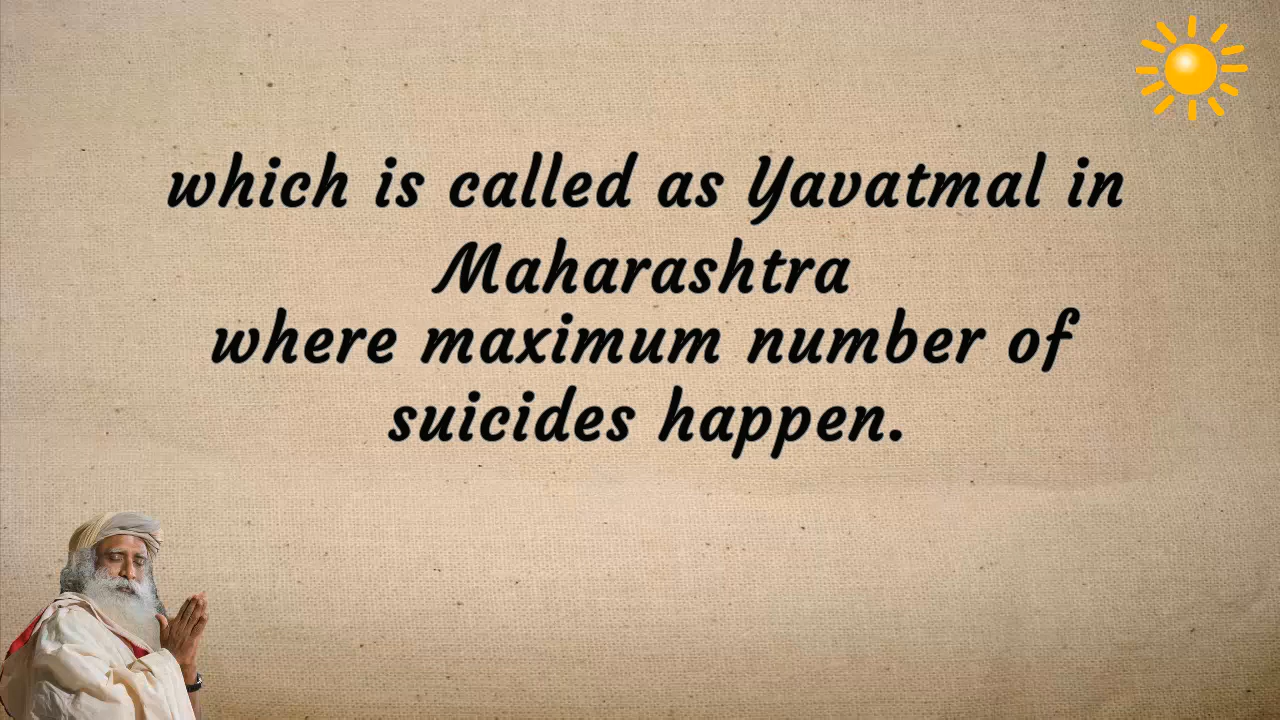 which is called as Yavatmal in
Maharashtra
where maximum number of
suicides happen.